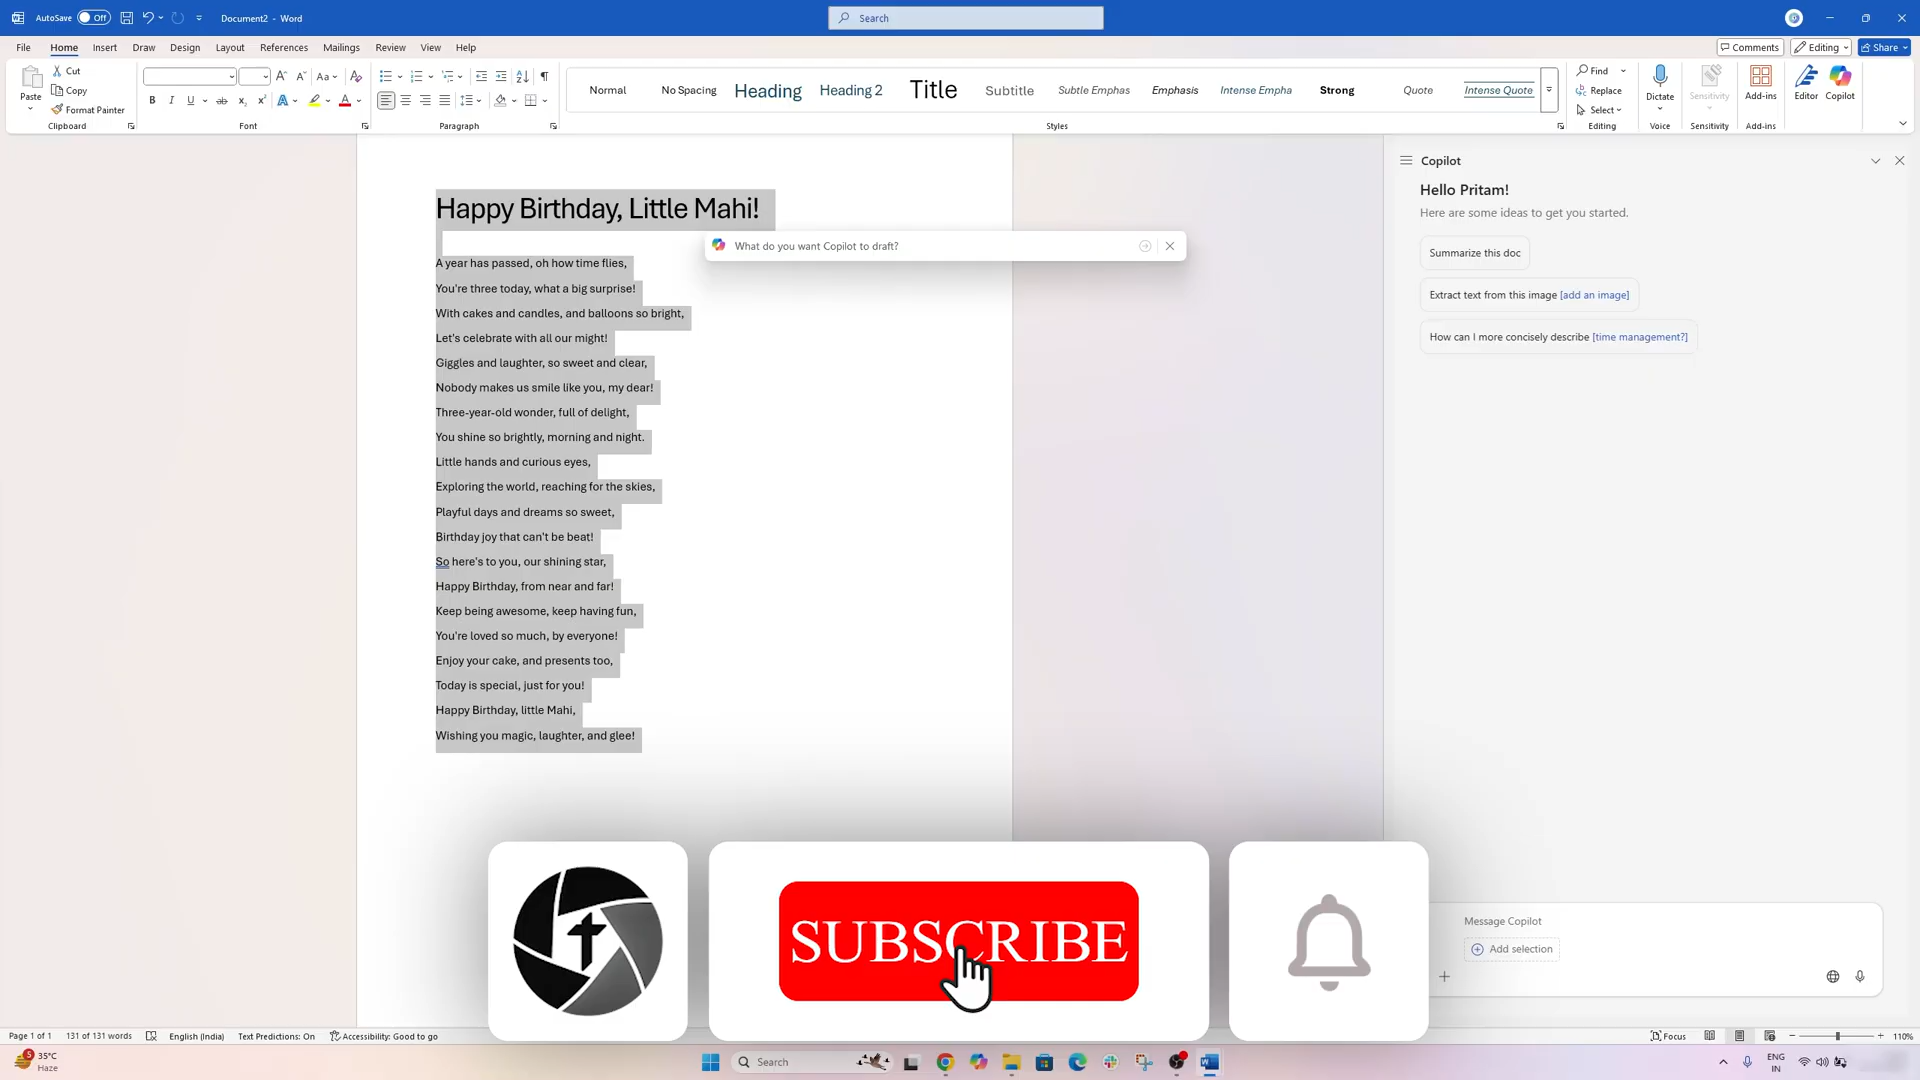 AutoSave Off Document2 - Word Search
File Home Insert Draw Design Layout References Mailings Review View Help Comments Editing Share
Paste Cut Copy Format Painter
Clipboard
Aa
B I U ab x2 x2 A A
Font
Paragraph
Normal No Spacing Heading Heading 2 Title Subtitle Subtle Emphas Emphasis Intense Empha Strong Quote Intense Quote
Styles
Find
Replace
Select
Editing
Dictate
Voice
Sensitivity
Sensitivity
Add-ins
Add-ins
Editor Copilot
Happy Birthday, Little Mahi!
What do you want Copilot to draft?
A year has passed, oh how time flies,
You're three today, what a big surprise!
With cakes and candles, and balloons so bright,
Let's celebrate with all our might!
Giggles and laughter, so sweet and clear,
Nobody makes us smile like you, my dear!
Three-year-old wonder, full of delight,
You shine so brightly, morning and night.
Little hands and curious eyes,
Exploring the world, reaching for the skies,
Playful days and dreams so sweet,
Birthday joy that can't be beat!
So here's to you, our shining star,
Happy Birthday, from near and far!
Keep being awesome, keep having fun,
You're loved so much, by everyone!
Enjoy your cake, and presents too,
Today is special, just for you!
Happy Birthday, little Mahi,
Wishing you magic, laughter, and glee!
Copilot
Hello Pritam!
Here are some ideas to get you started.
Summarize this doc
Extract text from this image [add an image]
How can I more concisely describe [time management?]
Message Copilot
Add selection
SUBSCRIBE
Page 1 of 1 131 of 131 words English (India) Text Predictions: On Accessibility: Good to go Focus 110%
5 35°C
Haze
Search
ENG
IN